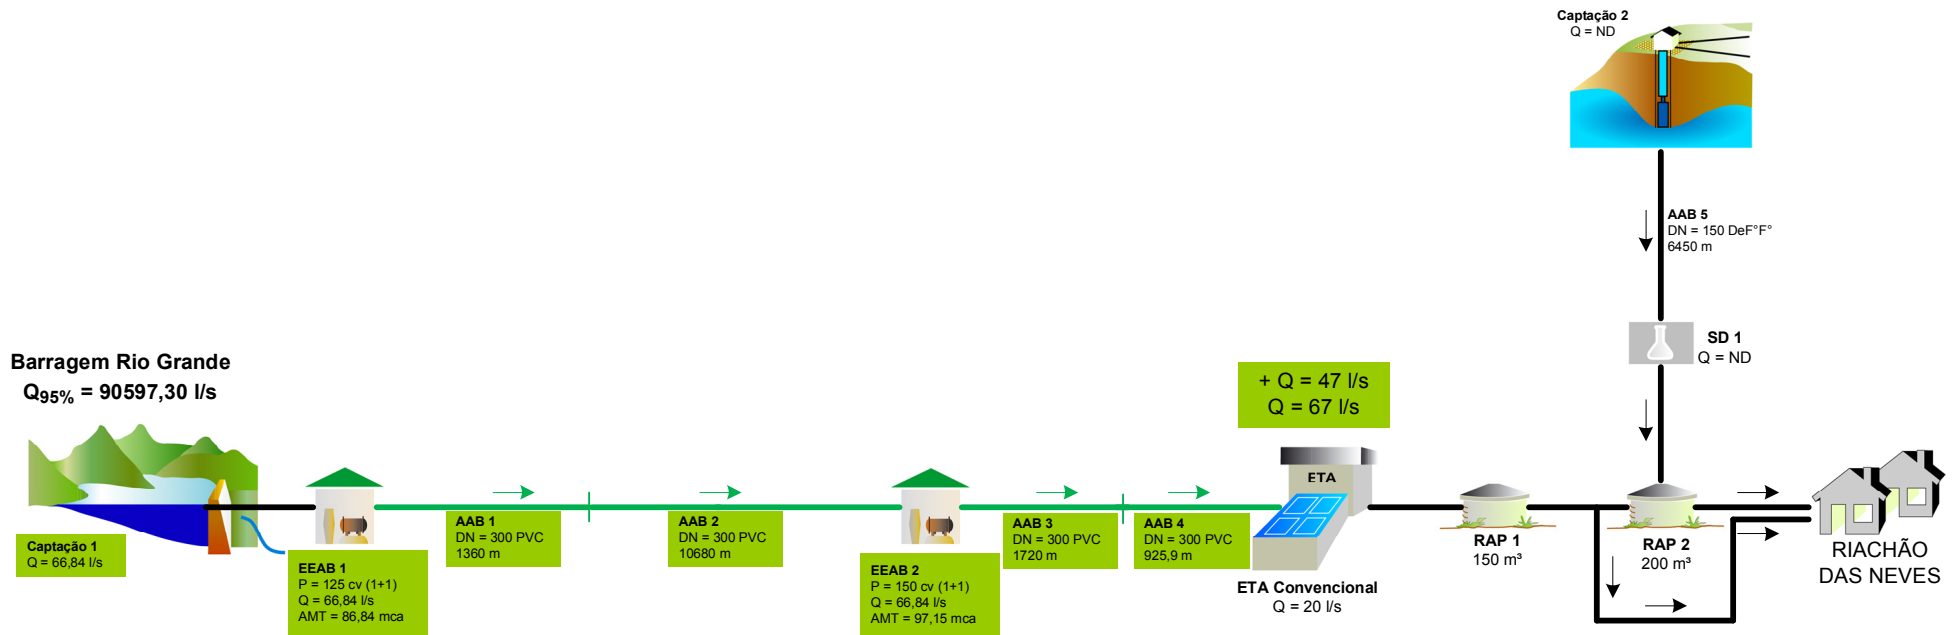 Captação 2
Q = ND
AAB 5
DN = 150 DeF°F°
6450 m
SD 1
Q = ND
Barragem Rio Grande
Q95% = 90597,30 l/s
Captação 1
Q = 66,84 l/s
EEAB 1
P = 125 cv (1+1)
Q = 66,84 l/s
AMT = 86,84 mca
AAB 1
DN = 300 PVC
1360 m
AAB 2
DN = 300 PVC
10680 m
EEAB 2
P = 150 cv (1+1)
Q = 66,84 l/s
AMT = 97,15 mca
AAB 3
DN = 300 PVC
1720 m
AAB 4
DN = 300 PVC
925,9 m
+ Q = 47 l/s
Q = 67 l/s
ETA
ETA Convencional
Q = 20 l/s
RAP 1
150 m³
RAP 2
200 m³
RIACHÃO
DAS NEVES